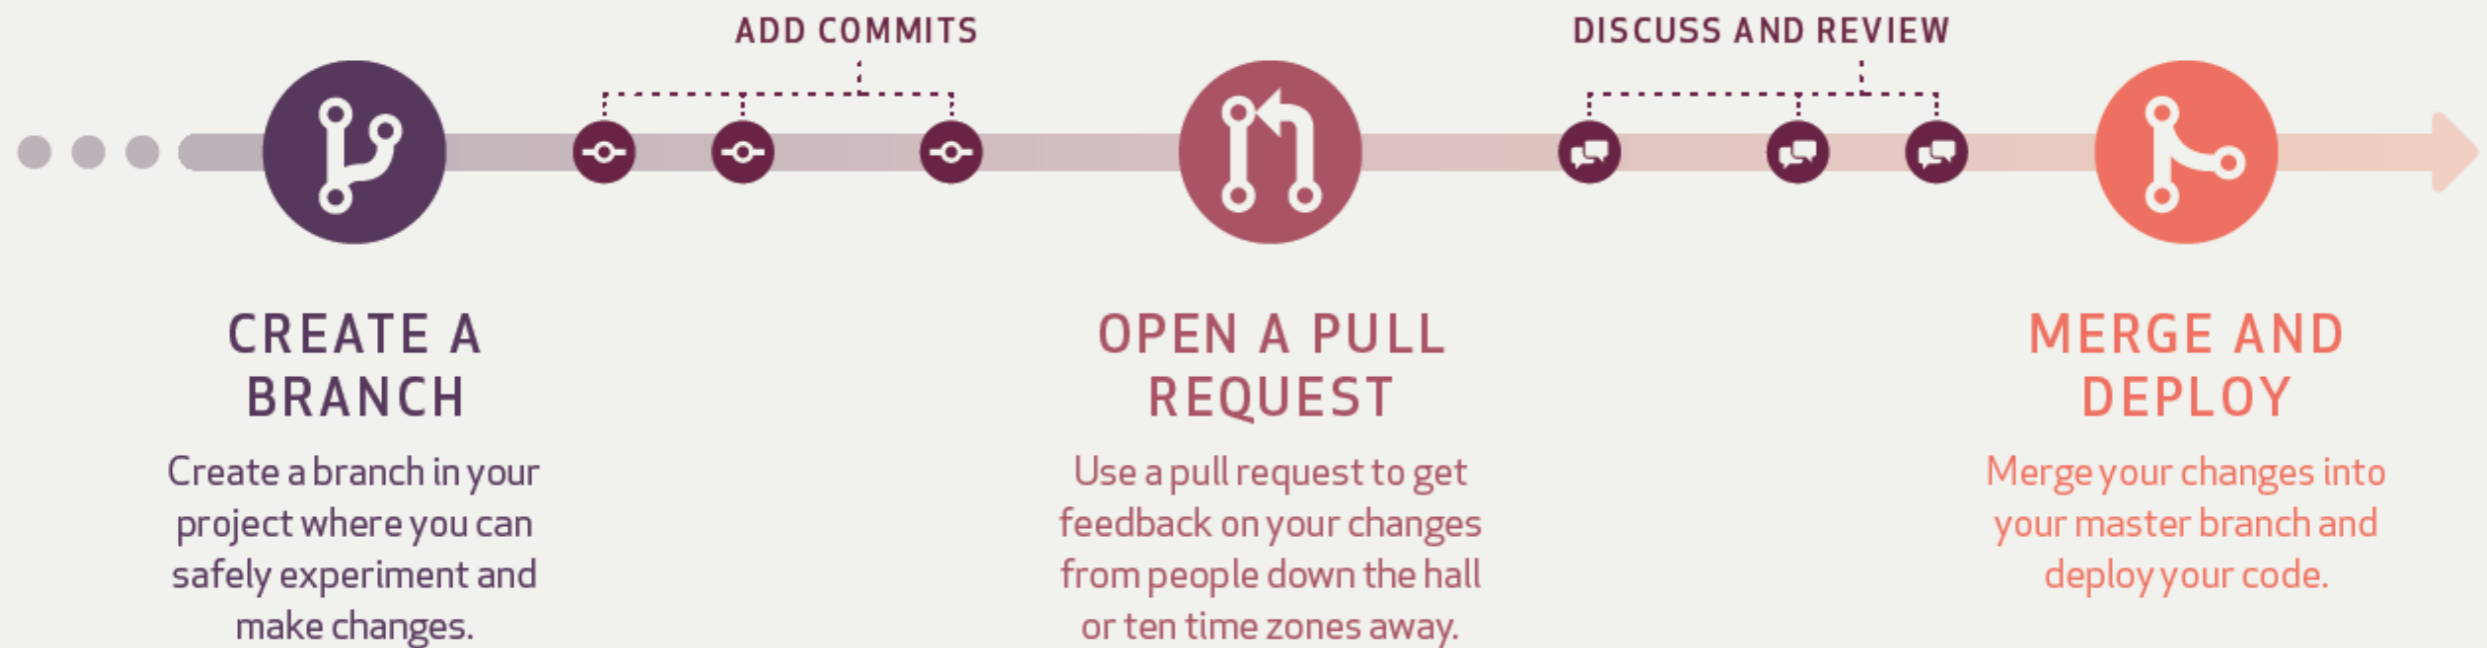 ADD COMMITS
DISCUSS AND REVIEW
CREATE A
BRANCH
Create a branch in your
project where you can
safely experiment and
make changes.
OPEN A PULL
REQUEST
Use a pull request to get
feedback on your changes
from people down the hall
or ten time zones away.
MERGE AND
DEPLOY
Merge your changes into
your master branch and
deploy your code.